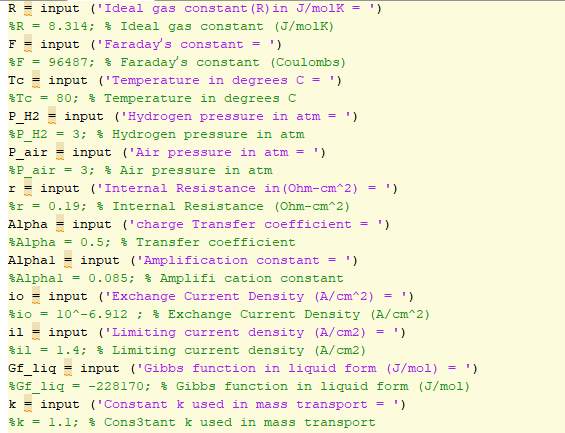 R = input ('Ideal gas constant(R)in J/molK = ')
%R = 8.314; % Ideal gas constant (J/molK)
F = input ('Faraday's constant = ')
%F = 96487; % Faraday's constant (Coulombs)
Tc = input ('Temperature in degrees C = ')
%Tc = 80; % Temperature in degrees C
P_H2 = input ('Hydrogen pressure in atm = ')
%P_H2 = 3; % Hydrogen pressure in atm
P_air = input ('Air pressure in atm = ')
%P_air = 3; % Air pressure in atm
r = input ('Internal Resistance in(Ohm-cm^2) = ')
%r = 0.19; % Internal Resistance (Ohm-cm^2)
Alpha = input ('charge Transfer coefficient = ')
%Alpha = 0.5; % Transfer coefficient
Alpha1 = input ('Amplification constant = ')
%Alpha1 = 0.085; % Amplifi cation constant
io = input ('Exchange Current Density (A/cm^2) = ')
%io = 10^-6.912 ; % Exchange Current Density (A/cm^2)
il = input ('Limiting current density (A/cm2) = ')
%il = 1.4; % Limiting current density (A/cm2)
Gf_liq = input ('Gibbs function in liquid form (J/mol) = ')
%Gf_liq = -228170; % Gibbs function in liquid form (J/mol)
k = input ('Constant k used in mass transport = ')
%k = 1.1; % Cons3tant k used in mass transport